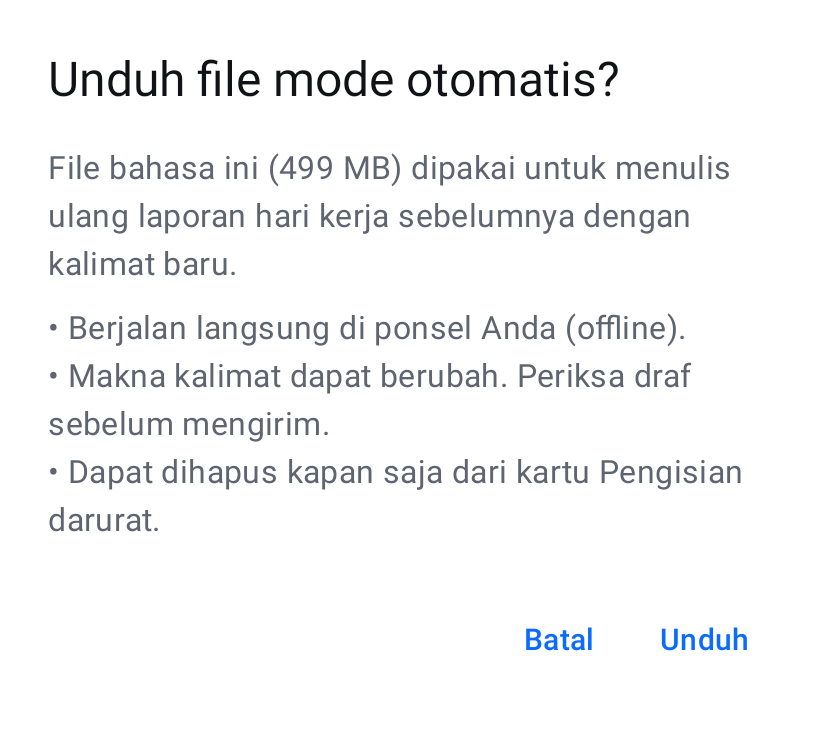 Unduh file mode otomatis?
File bahasa ini (499 MB) dipakai untuk menulis
ulang laporan hari kerja sebelumnya dengan
kalimat baru.
• Berjalan langsung di ponsel Anda (offline).
• Makna kalimat dapat berubah. Periksa draf
sebelum mengirim.
• Dapat dihapus kapan saja dari kartu Pengisian
darurat.
Batal Unduh